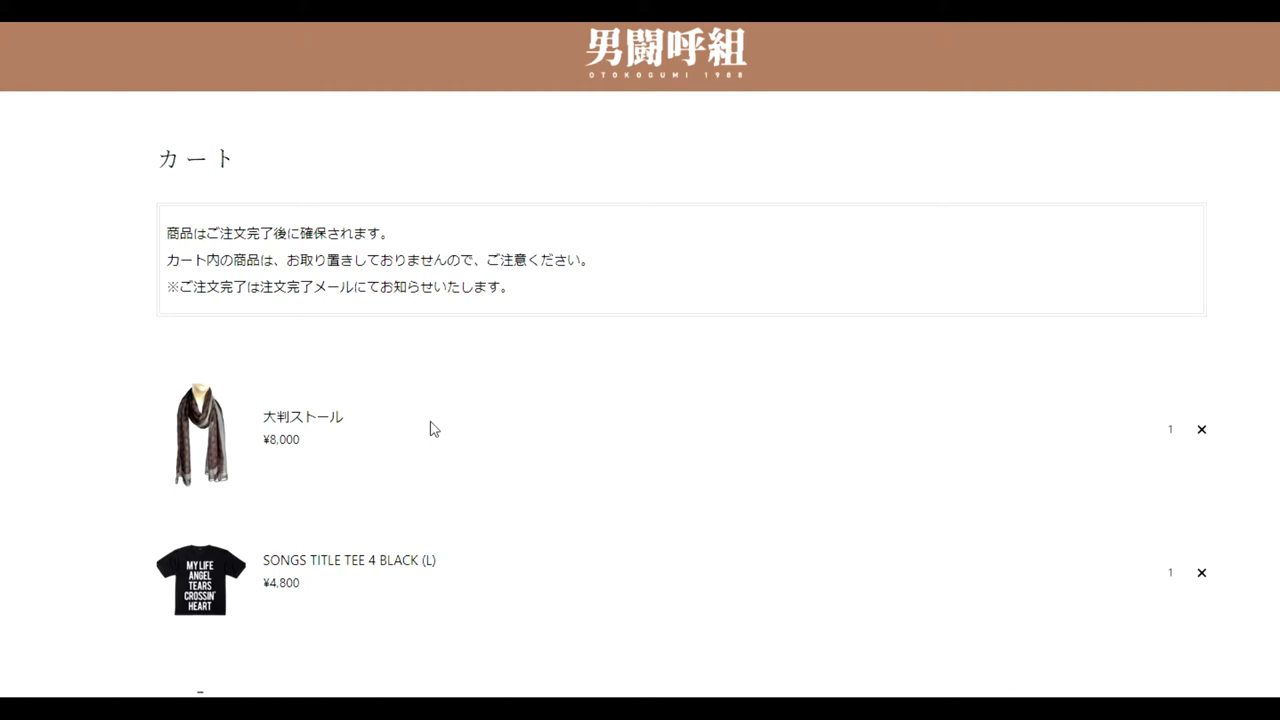 男闘呼組
OTOKOGUMI 1988
カート
商品はご注文完了後に確保されます。
カート内の商品は、お取り置きしておりませんので、ご注意ください。
※ご注文完了は注文完了メールにてお知らせいたします。
大判ストール
¥8,000
1 ×
SONGS TITLE TEE 4 BLACK (L)
¥4,800
1 ×
MY LIFE
ANGEL
TEARS
CROSSIN'
HEART